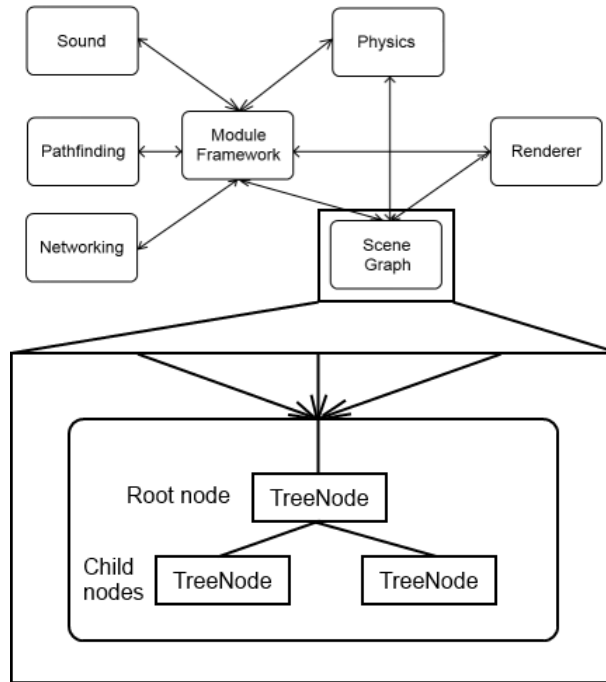 Sound
Physics
Module
Framework
Pathfinding
Renderer
Networking
Scene
Graph
Root node
TreeNode
Child
nodes
TreeNode
TreeNode